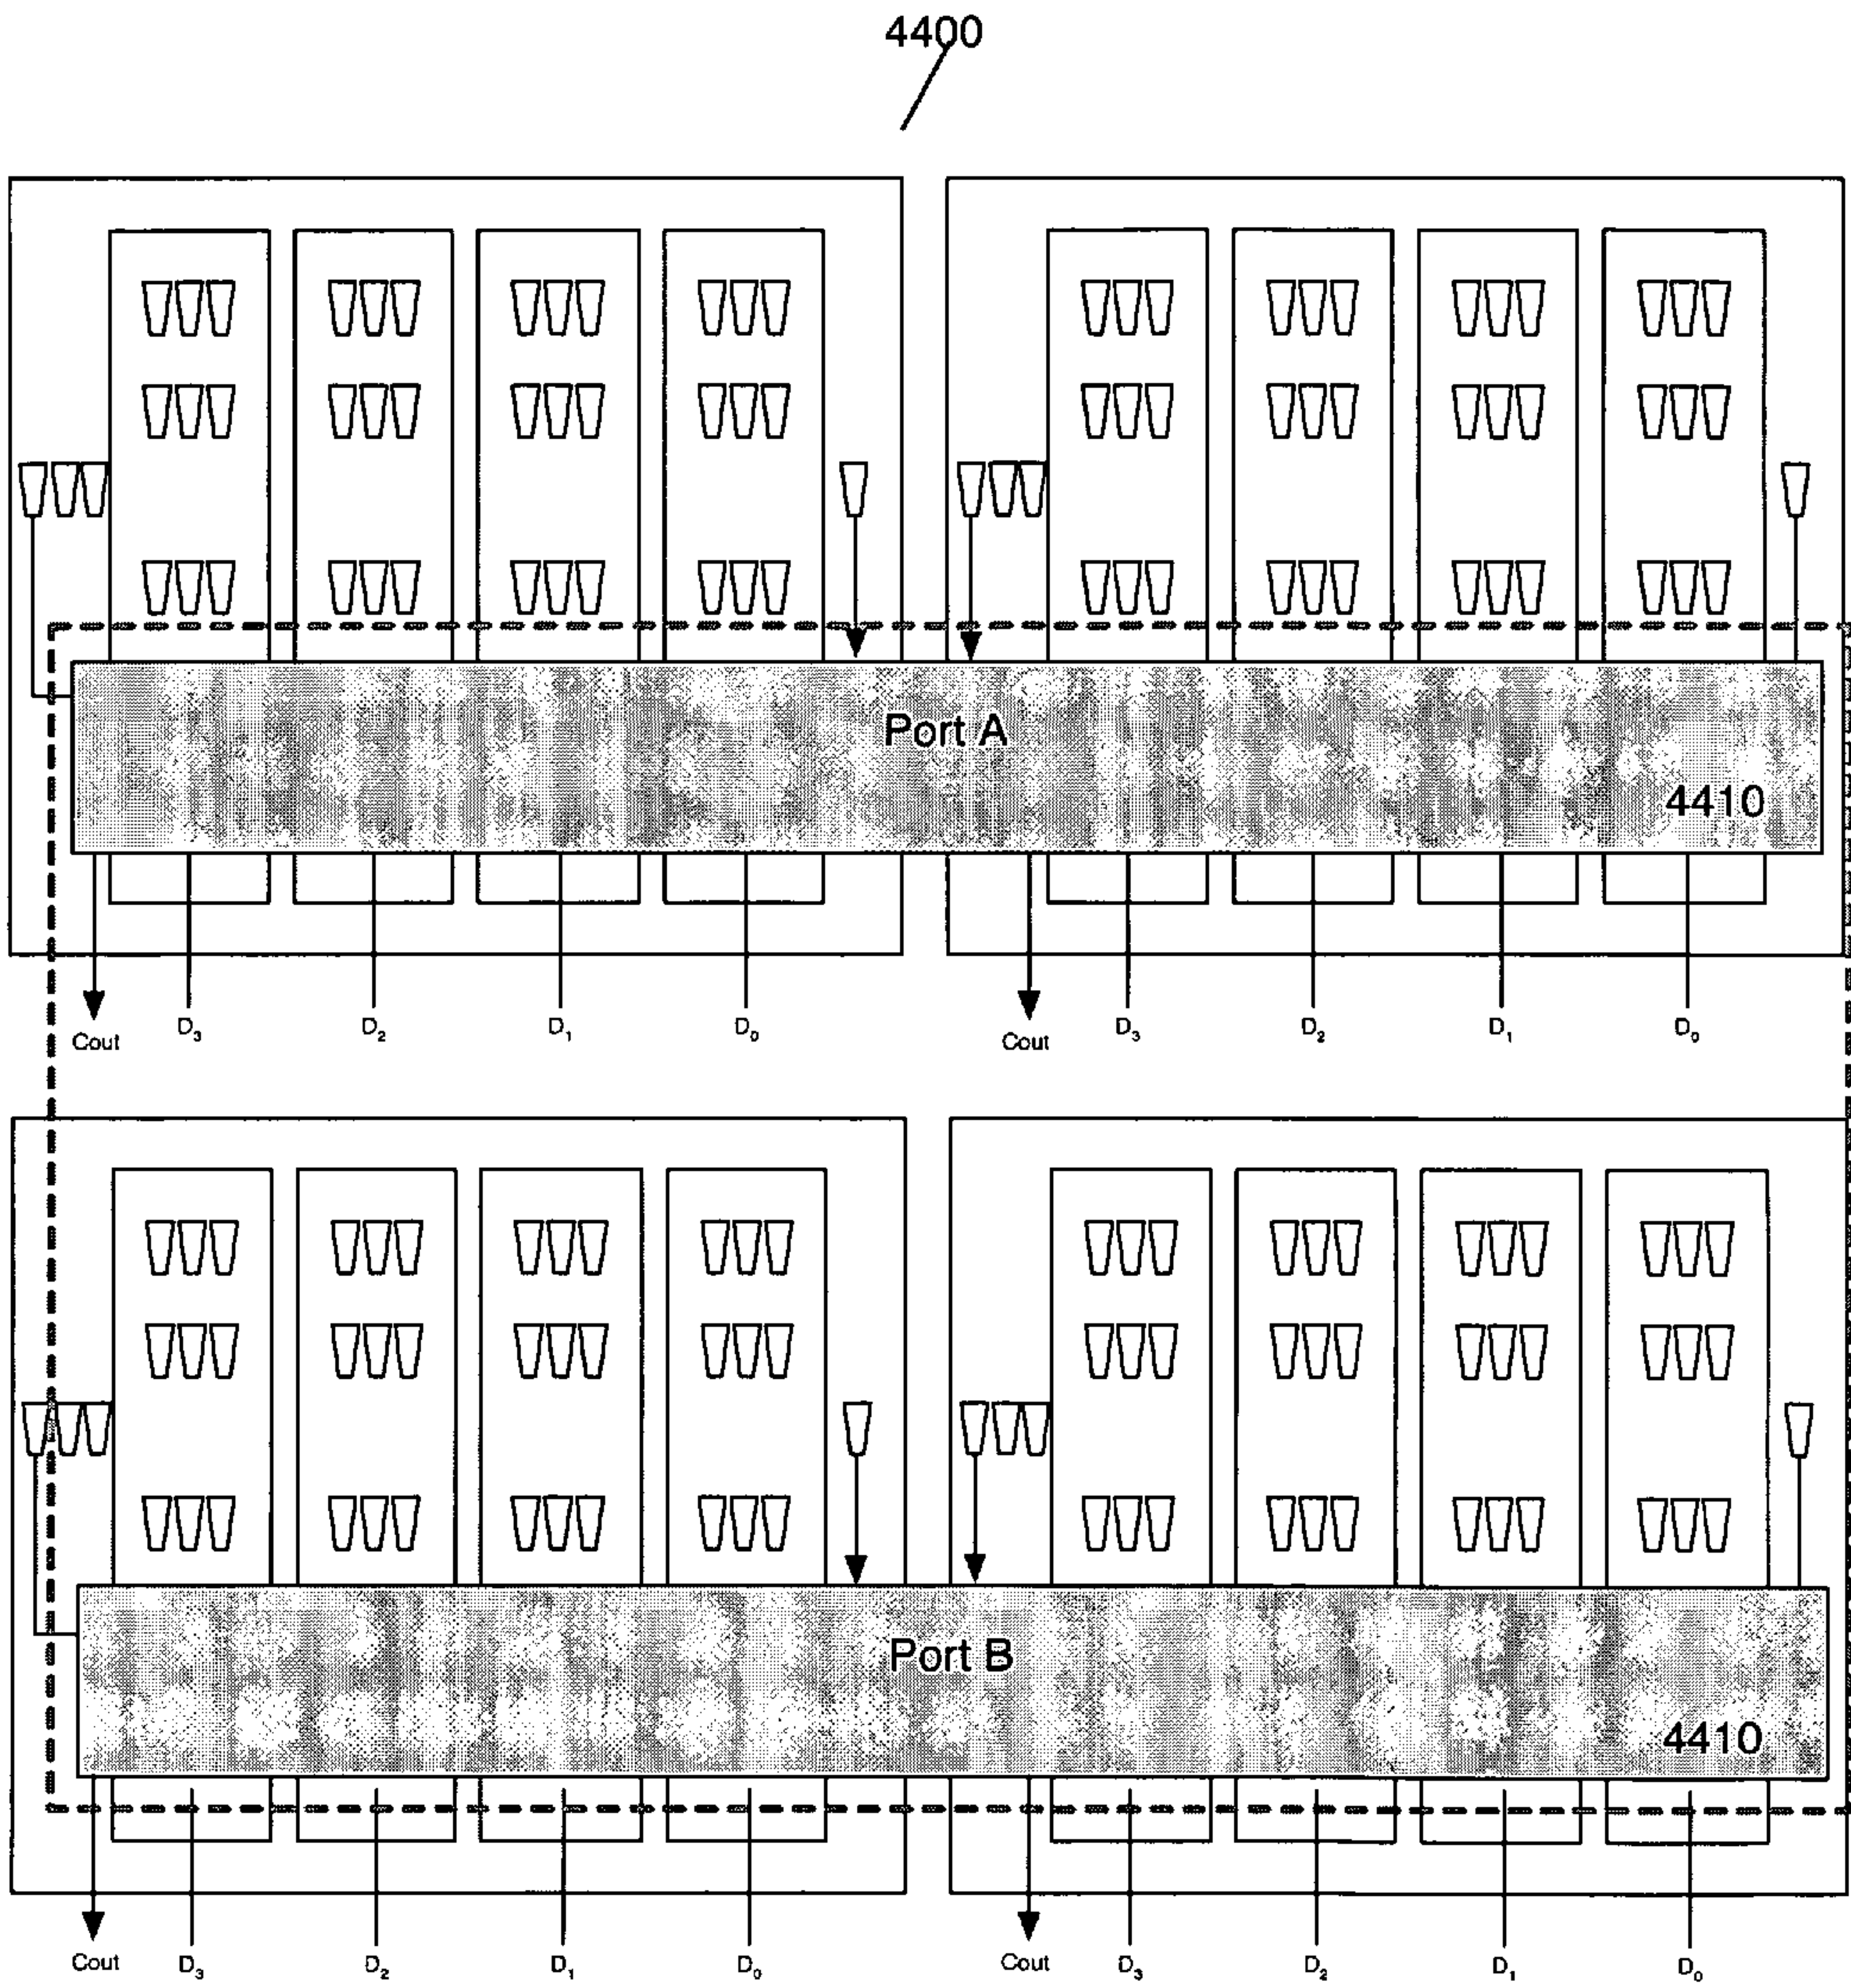 4400
Port A
4410
Cout D₃ D₂ D₁ D₀ Cout D₃ D₂ D₁ D₀
Port B
4410
Cout D₃ D₂ D₁ D₀ Cout D₃ D₂ D₁ D₀